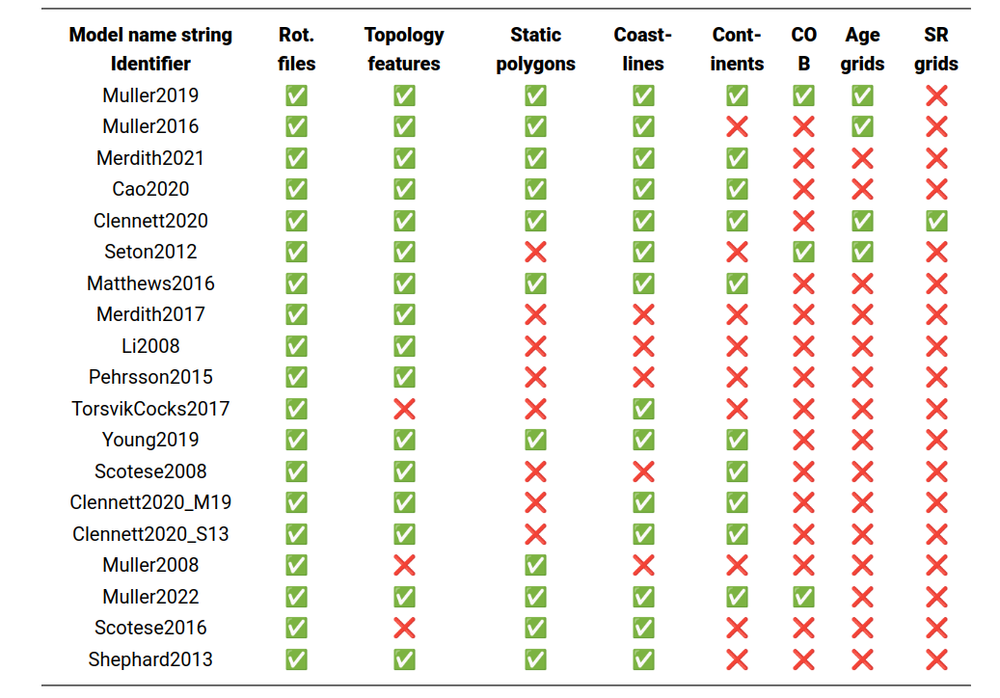 Model name string Rot. Topology Static Coast- Cont- CO Age SR
Identifier files features polygons lines inents B grids grids
Muller2019 ✅ ✅ ✅ ✅ ✅ ✅ ✅ ❌
Muller2016 ✅ ✅ ✅ ✅ ❌ ❌ ✅ ❌
Merdith2021 ✅ ✅ ✅ ✅ ✅ ❌ ❌ ❌
Cao2020 ✅ ✅ ✅ ✅ ✅ ❌ ❌ ❌
Clennett2020 ✅ ✅ ✅ ✅ ✅ ❌ ✅ ✅
Seton2012 ✅ ✅ ❌ ✅ ❌ ✅ ✅ ❌
Matthews2016 ✅ ✅ ✅ ✅ ✅ ❌ ❌ ❌
Merdith2017 ✅ ✅ ❌ ❌ ❌ ❌ ❌ ❌
Li2008 ✅ ✅ ❌ ❌ ❌ ❌ ❌ ❌
Pehrsson2015 ✅ ✅ ❌ ❌ ❌ ❌ ❌ ❌
TorsvikCocks2017 ✅ ❌ ❌ ✅ ❌ ❌ ❌ ❌
Young2019 ✅ ✅ ✅ ✅ ✅ ❌ ❌ ❌
Scotese2008 ✅ ✅ ❌ ❌ ✅ ❌ ❌ ❌
Clennett2020_M19 ✅ ✅ ❌ ✅ ✅ ❌ ❌ ❌
Clennett2020_S13 ✅ ✅ ❌ ✅ ✅ ❌ ❌ ❌
Muller2008 ✅ ❌ ✅ ❌ ❌ ❌ ❌ ❌
Muller2022 ✅ ✅ ✅ ✅ ✅ ✅ ❌ ❌
Scotese2016 ✅ ❌ ✅ ✅ ❌ ❌ ❌ ❌
Shephard2013 ✅ ✅ ✅ ✅ ❌ ❌ ❌ ❌